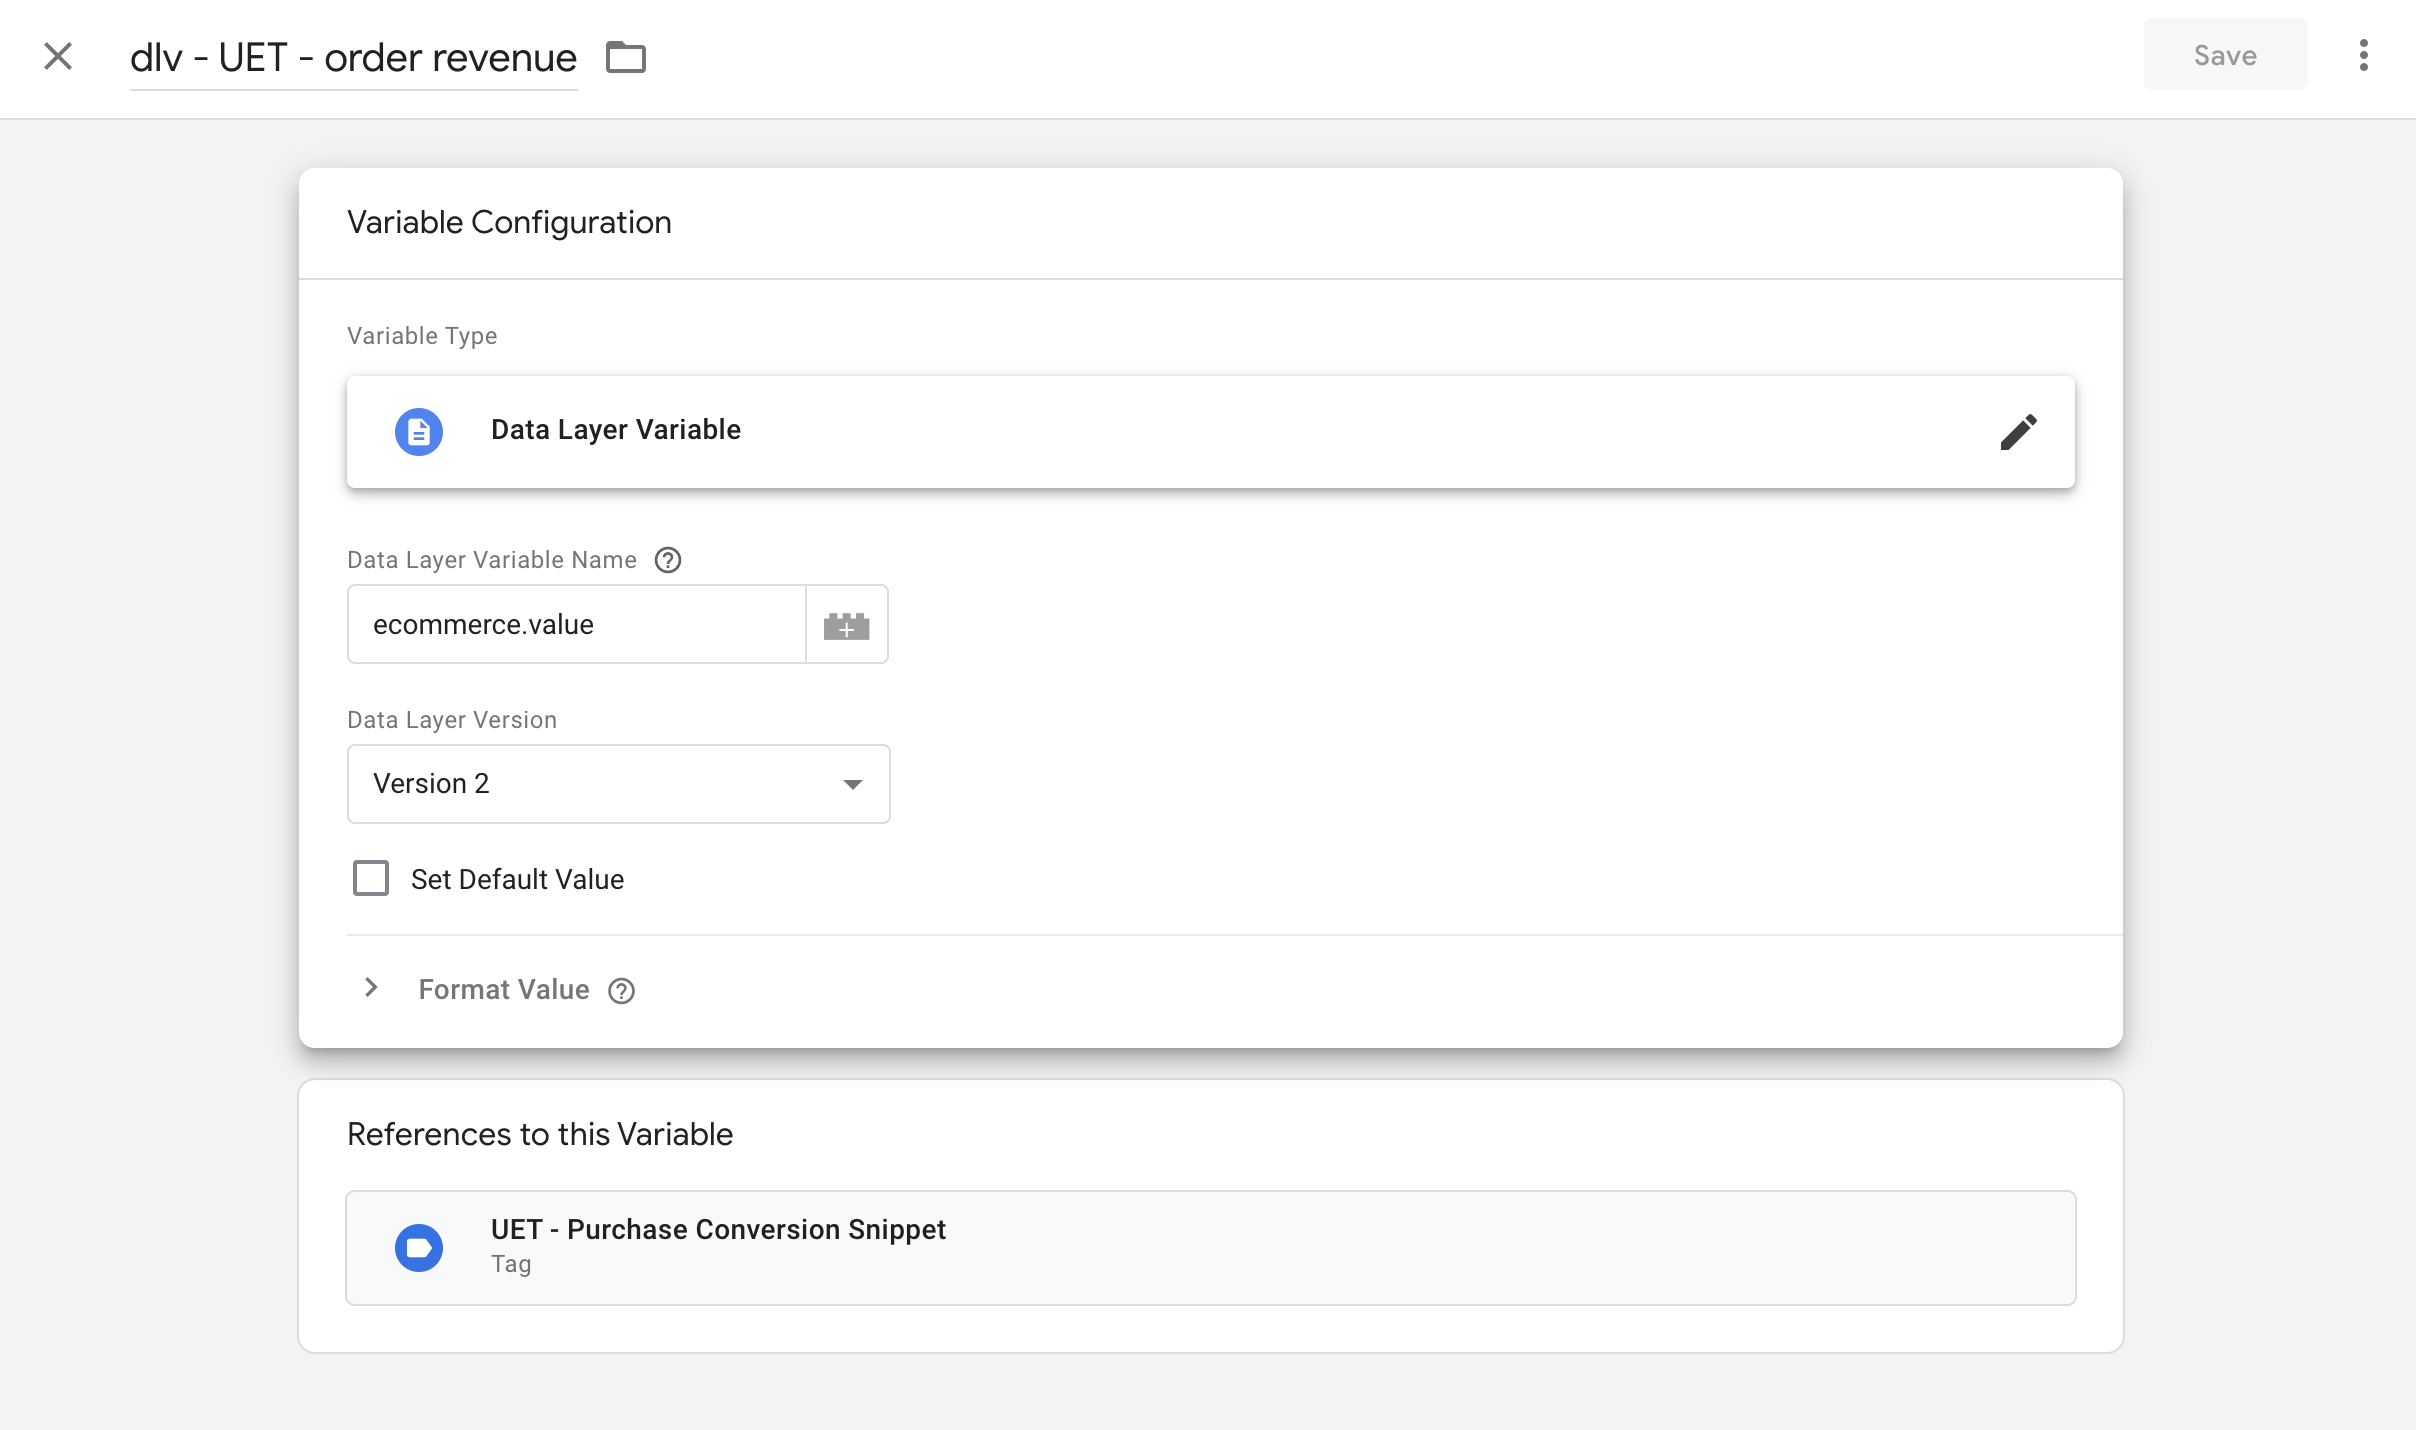 dlv - UET - order revenue
Save
Variable Configuration
Variable Type
Data Layer Variable
Data Layer Variable Name
ecommerce.value
Data Layer Version
Version 2
Set Default Value
Format Value
References to this Variable
UET - Purchase Conversion Snippet
Tag